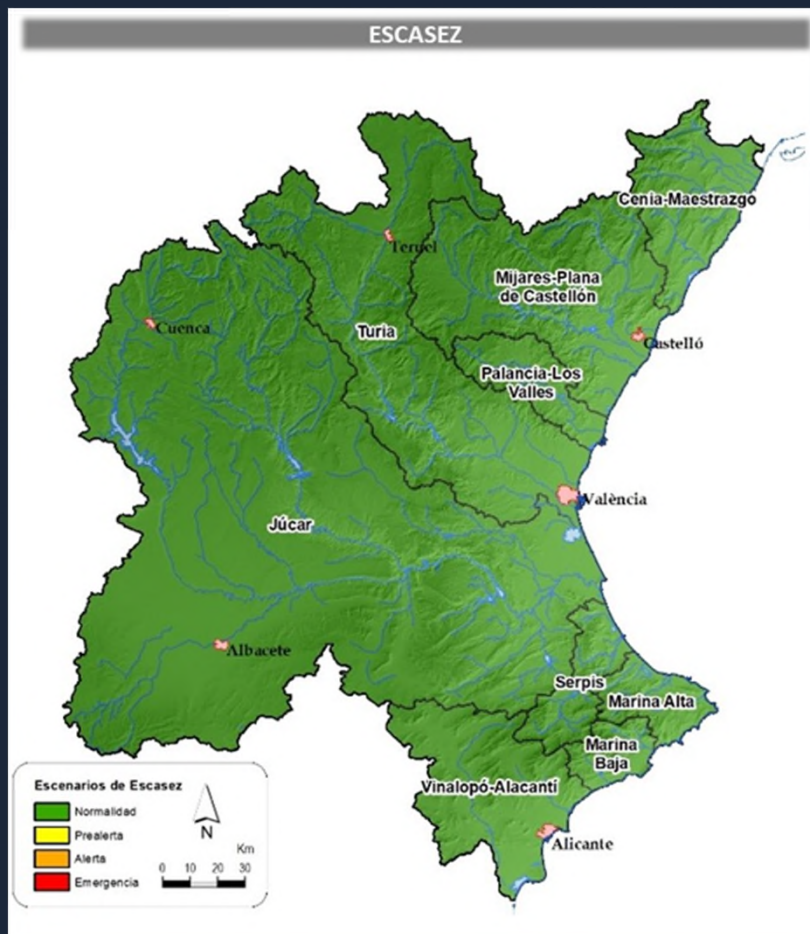 ESCASEZ
Cenia-Maestrazgo
Teruel
Mijares-Plana
de Castellón
Cuenca
Turia
Castelló
Palancia-Los
Valles
València
Júcar
Albacete
Serpis
Marina Alta
Marina
Baja
Vinalopó-Alacantí
Alicante
Escenarios de Escasez
Normalidad
Prealerta
Alerta
Emergencia
N
Km
0 10 20 30